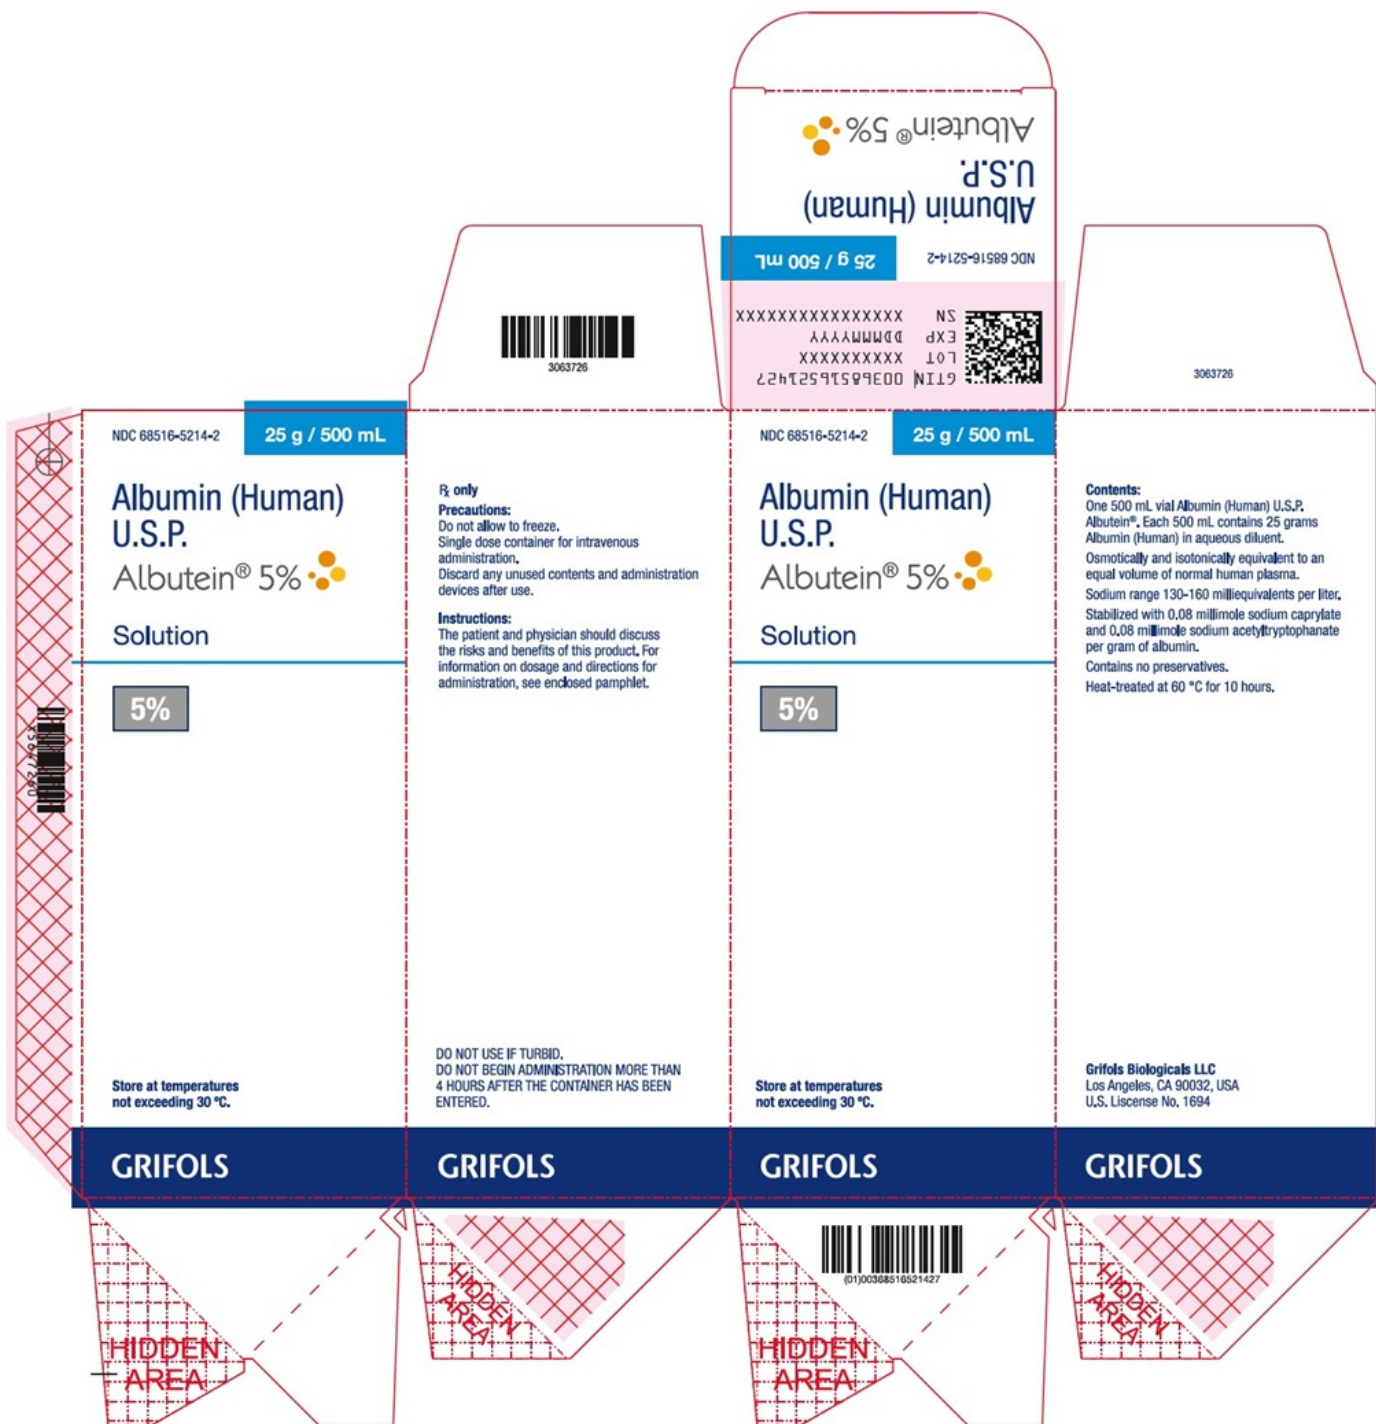 Albutein® 5%
Albumin (Human)
U.S.P.
NDC 68516-5214-2
25 g / 500 mL
GTIN 00368516521427
LOT XXXXXXXXXX
EXP DDMMMYYYY
SN XXXXXXXXXXXXXXXX
3063726
3063726
NDC 68516-5214-2
25 g / 500 mL
Albumin (Human)
U.S.P.
Albutein® 5%
Solution
5%
Store at temperatures
not exceeding 30 ºC.
GRIFOLS
℞ only
Precautions:
Do not allow to freeze.
Single dose container for intravenous
administration.
Discard any unused contents and administration
devices after use.
Instructions:
The patient and physician should discuss
the risks and benefits of this product. For
information on dosage and directions for
administration, see enclosed pamphlet.
DO NOT USE IF TURBID.
DO NOT BEGIN ADMINISTRATION MORE THAN
4 HOURS AFTER THE CONTAINER HAS BEEN
ENTERED.
GRIFOLS
NDC 68516-5214-2
25 g / 500 mL
Albumin (Human)
U.S.P.
Albutein® 5%
Solution
5%
Store at temperatures
not exceeding 30 ºC.
GRIFOLS
Contents:
One 500 mL vial Albumin (Human) U.S.P.
Albutein®. Each 500 mL contains 25 grams
Albumin (Human) in aqueous diluent.
Osmotically and isotonically equivalent to an
equal volume of normal human plasma.
Sodium range 130-160 milliequivalents per liter.
Stabilized with 0.08 millimole sodium caprylate
and 0.08 millimole sodium acetyltryptophanate
per gram of albumin.
Contains no preservatives.
Heat-treated at 60 °C for 10 hours.
Grifols Biologicals LLC
Los Angeles, CA 90032, USA
U.S. Liscense No. 1694
GRIFOLS
HIDDEN
AREA
HIDDEN
AREA
(01)00368516521427
HIDDEN
AREA
HIDDEN
AREA